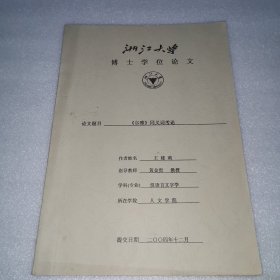 浙江大学
博士学位论文
论文题目 《尔雅》同义词考论
作者姓名 王建莉
指导教师 黄金贵 教授
学科(专业) 汉语言文字学
所在学院 人文学院
提交日期 二〇〇四年十二月